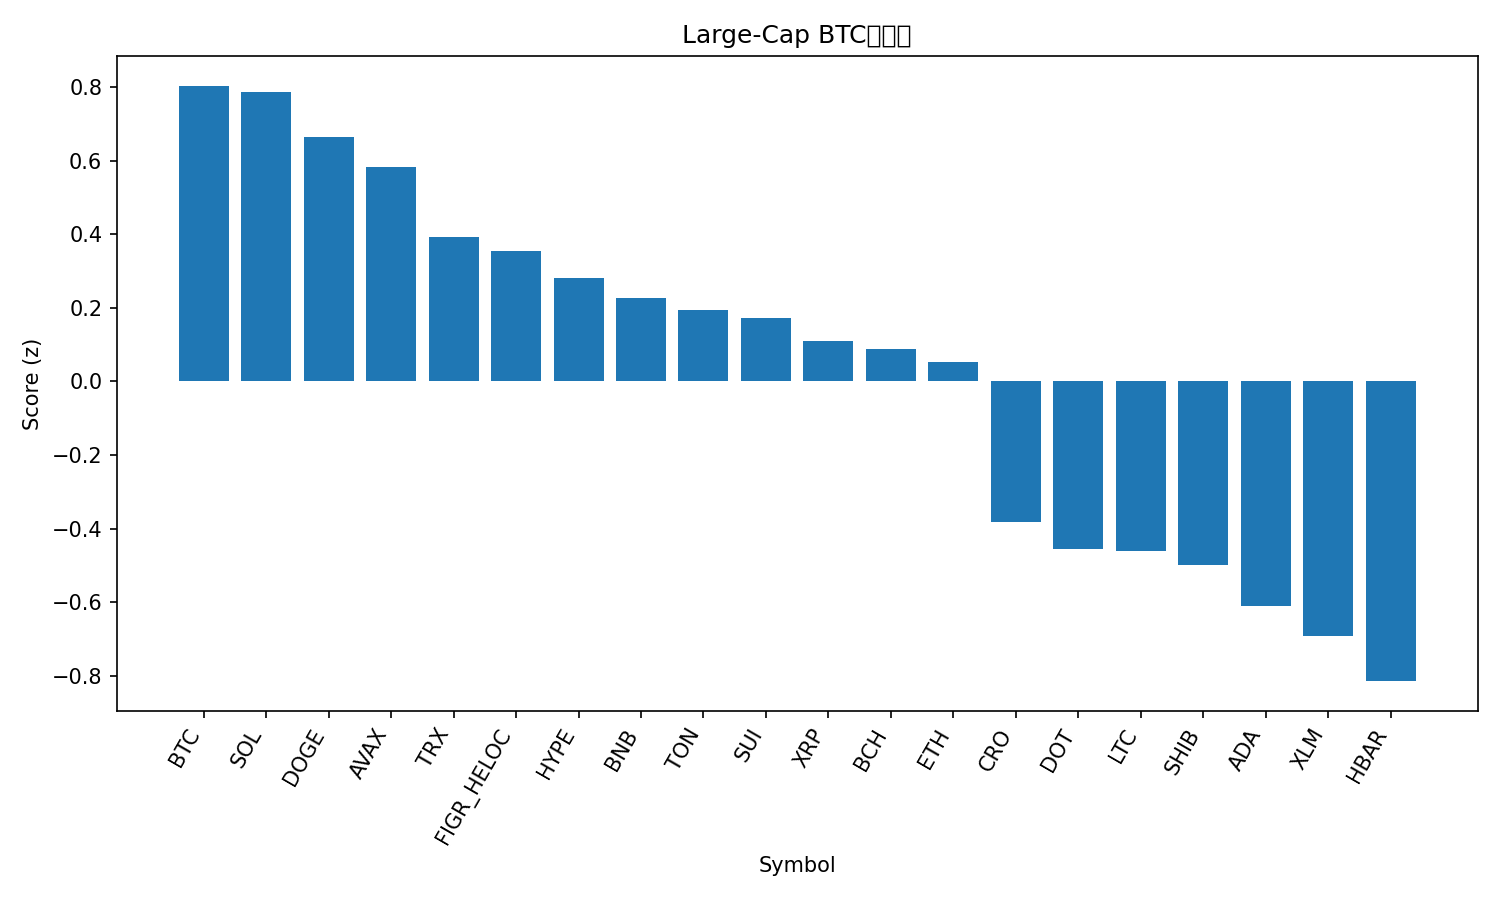 Large-Cap BTC
Score (z)
0.8
0.6
0.4
0.2
0.0
−0.2
−0.4
−0.6
−0.8
BTC
SOL
DOGE
AVAX
TRX
FIGR_HELOC
HYPE
BNB
TON
SUI
XRP
BCH
ETH
CRO
DOT
LTC
SHIB
ADA
XLM
HBAR
Symbol